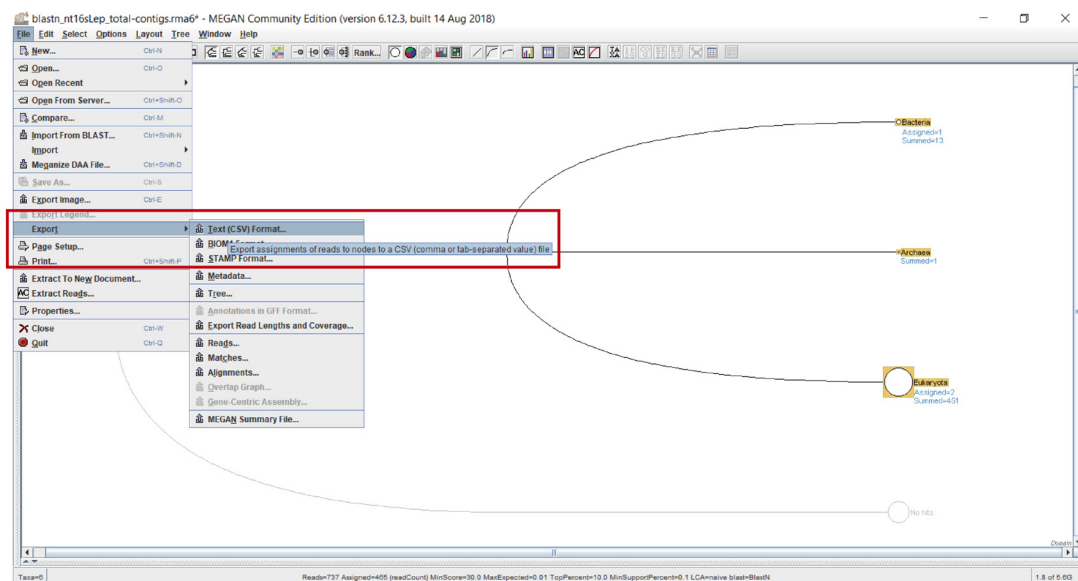 blastn_nt16sLep_total-contigs.rma6* - MEGAN Community Edition (version 6.12.3, built 14 Aug 2018)
File Edit Select Options Layout Tree Window Help
New... Ctrl-N
Rank...
AC
Open... Ctrl-O
Open Recent
Open From Server... Ctrl+Shift-O
Compare... Ctrl-M
Import From BLAST... Ctrl+Shift-N
Import
Meganize DAA File... Ctrl+Shift-D
Save As... Ctrl-S
Export Image... Ctrl-E
Export Legend...
Export
Page Setup...
Print... Ctrl+Shift-P
Extract To New Document...
AC Extract Reads...
Properties...
Close Ctrl-W
Quit Ctrl-Q
Text (CSV) Format...
Export assignments of reads to nodes to a CSV (comma or tab-separated value) file
STAMP Format...
Metadata...
Tree...
Annotations in GFF Format...
Export Read Lengths and Coverage...
Reads...
Matches...
Alignments...
Overlap Graph...
Gene-Centric Assembly...
MEGAN Summary File...
Bacteria
Assigned=1
Summed=13
Archaea
Summed=1
Eukaryota
Assigned=2
Summed=451
No hits
Domain
Taxa=6
Reads=737 Assigned=465 (readCount) MinScore=30.0 MaxExpected=0.01 TopPercent=10.0 MinSupportPercent=0.1 LCA=naive blast=BlastN
1.8 of 5.6G